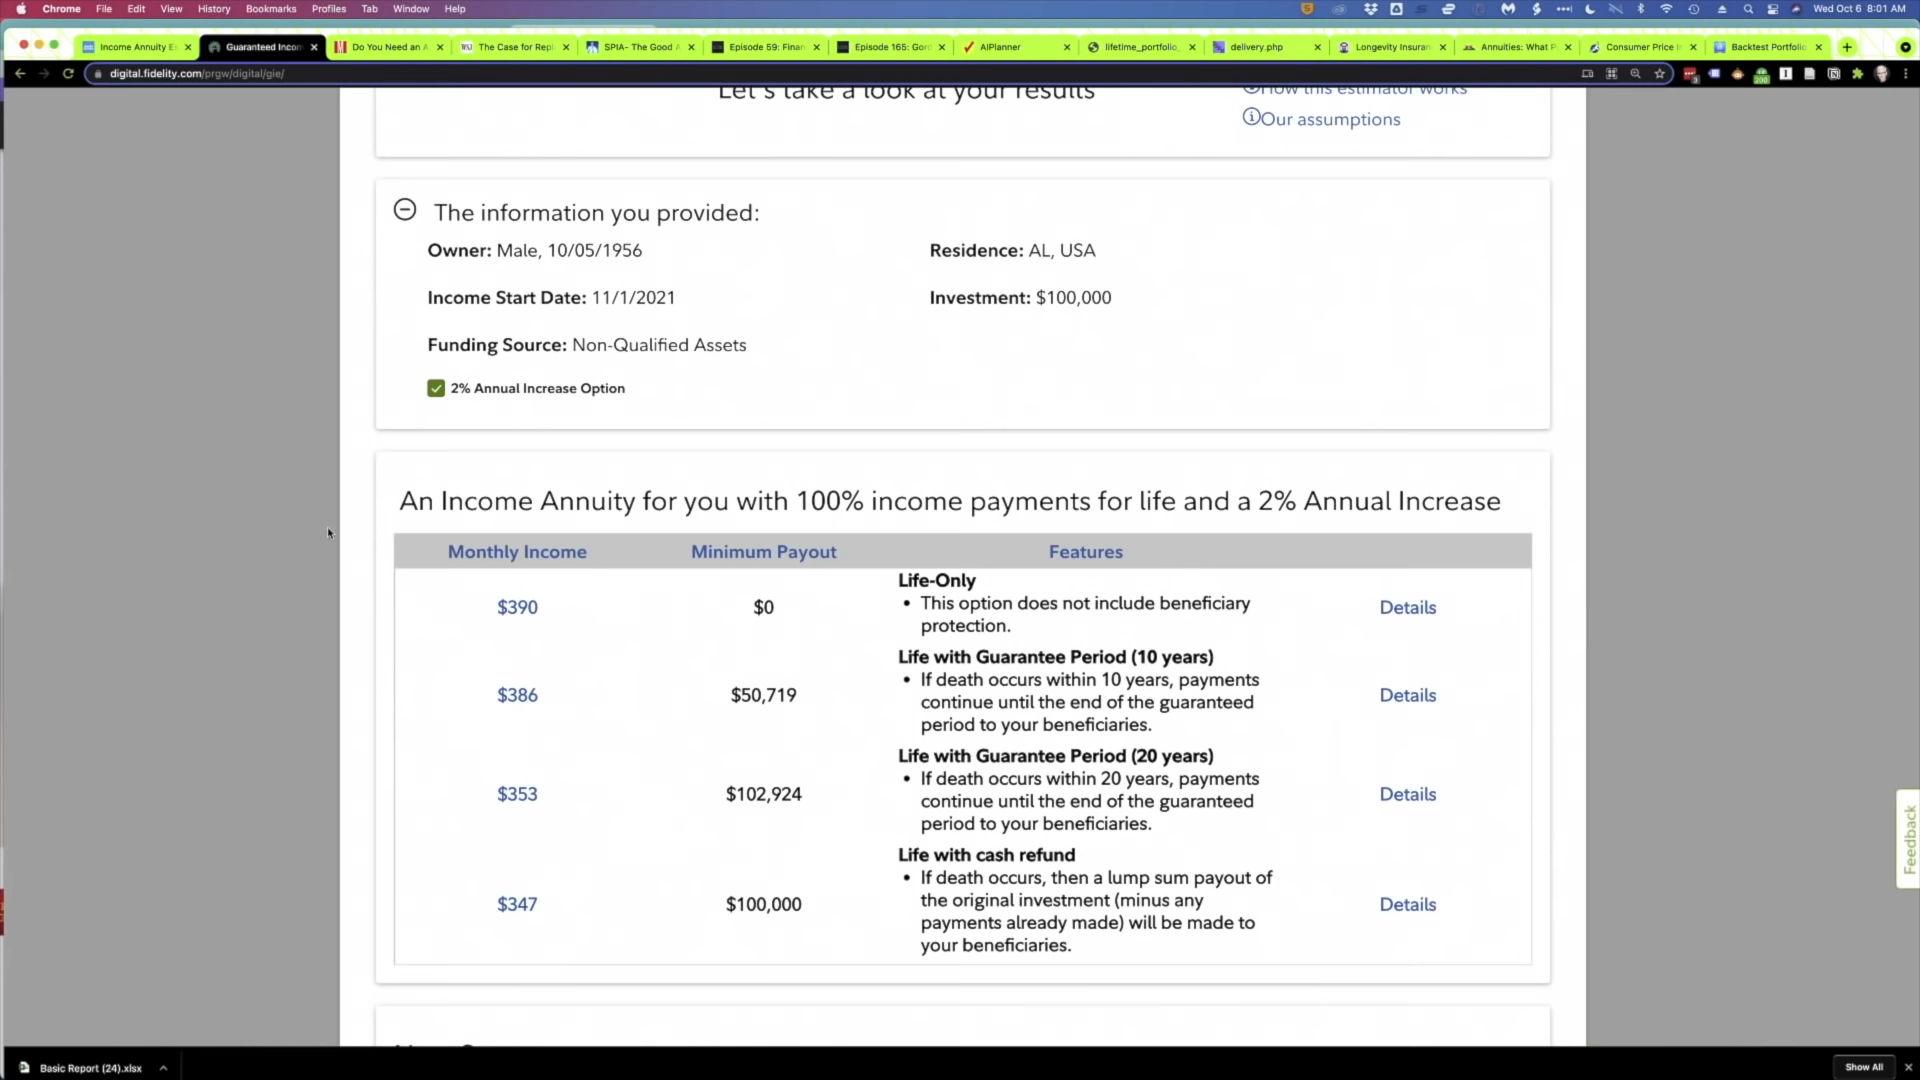 Chrome File Edit View History Bookmarks Profiles Tab Window Help
Wed Oct 6 8:01 AM
Income Annuity E
Guaranteed Incom
Do You Need an A
The Case for Repl
SPIA- The Good A
Episode 59: Finan
Episode 165: Gor
AIPlanner
lifetime_portfolio_
delivery.php
Longevity Insuran
Annuities: What P
Consumer Price I
Backtest Portfolio
digital.fidelity.com/prgw/digital/gie/
Let's take a look at your results
How this estimator works
Our assumptions
The information you provided:
Owner: Male, 10/05/1956
Residence: AL, USA
Income Start Date: 11/1/2021
Investment: $100,000
Funding Source: Non-Qualified Assets
2% Annual Increase Option
An Income Annuity for you with 100% income payments for life and a 2% Annual Increase
Monthly Income Minimum Payout Features
Life-Only
$390 $0 • This option does not include beneficiary Details
protection.
Life with Guarantee Period (10 years)
• If death occurs within 10 years, payments
$386 $50,719 continue until the end of the guaranteed Details
period to your beneficiaries.
Life with Guarantee Period (20 years)
• If death occurs within 20 years, payments
$353 $102,924 continue until the end of the guaranteed Details
period to your beneficiaries.
Life with cash refund
• If death occurs, then a lump sum payout of
$347 $100,000 the original investment (minus any Details
payments already made) will be made to
your beneficiaries.
Feedback
Basic Report (24).xlsx
Show All